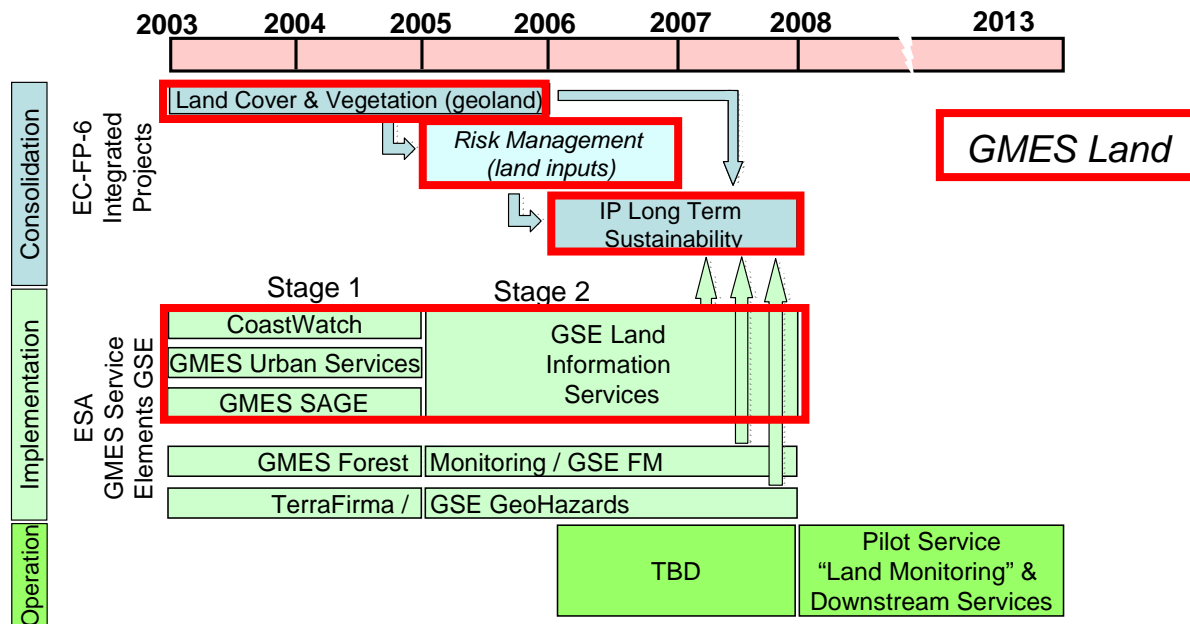 2003 2004 2005 2006 2007 2008 2013
Consolidation
EC-FP-6
Integrated
Projects
Land Cover & Vegetation (geoland)
Risk Management
(land inputs)
IP Long Term
Sustainability
GMES Land
Implementation
ESA
GMES Service
Elements GSE
Stage 1 Stage 2
CoastWatch
GMES Urban Services
GMES SAGE
GSE Land
Information
Services
GMES Forest Monitoring / GSE FM
TerraFirma / GSE GeoHazards
Operation
TBD
Pilot Service
“Land Monitoring” &
Downstream Services